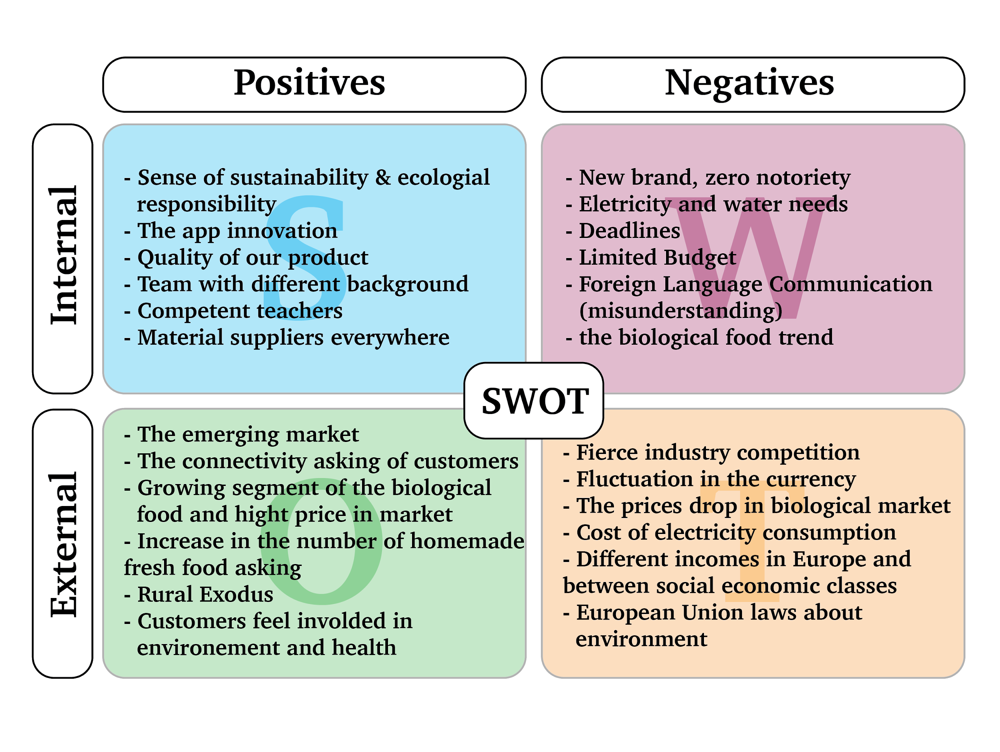 Positives
Negatives
Internal
- Sense of sustainability & ecologial
responsibility
- The app innovation
- Quality of our product
- Team with different background
- Competent teachers
- Material suppliers everywhere
S
- New brand, zero notoriety
- Eletricity and water needs
- Deadlines
- Limited Budget
- Foreign Language Communication
(misunderstanding)
- the biological food trend
W
SWOT
External
- The emerging market
- The connectivity asking of customers
- Growing segment of the biological
food and hight price in market
- Increase in the number of homemade
fresh food asking
- Rural Exodus
- Customers feel involded in
environement and health
O
- Fierce industry competition
- Fluctuation in the currency
- The prices drop in biological market
- Cost of electricity consumption
- Different incomes in Europe and
between social economic classes
- European Union laws about
environment
T